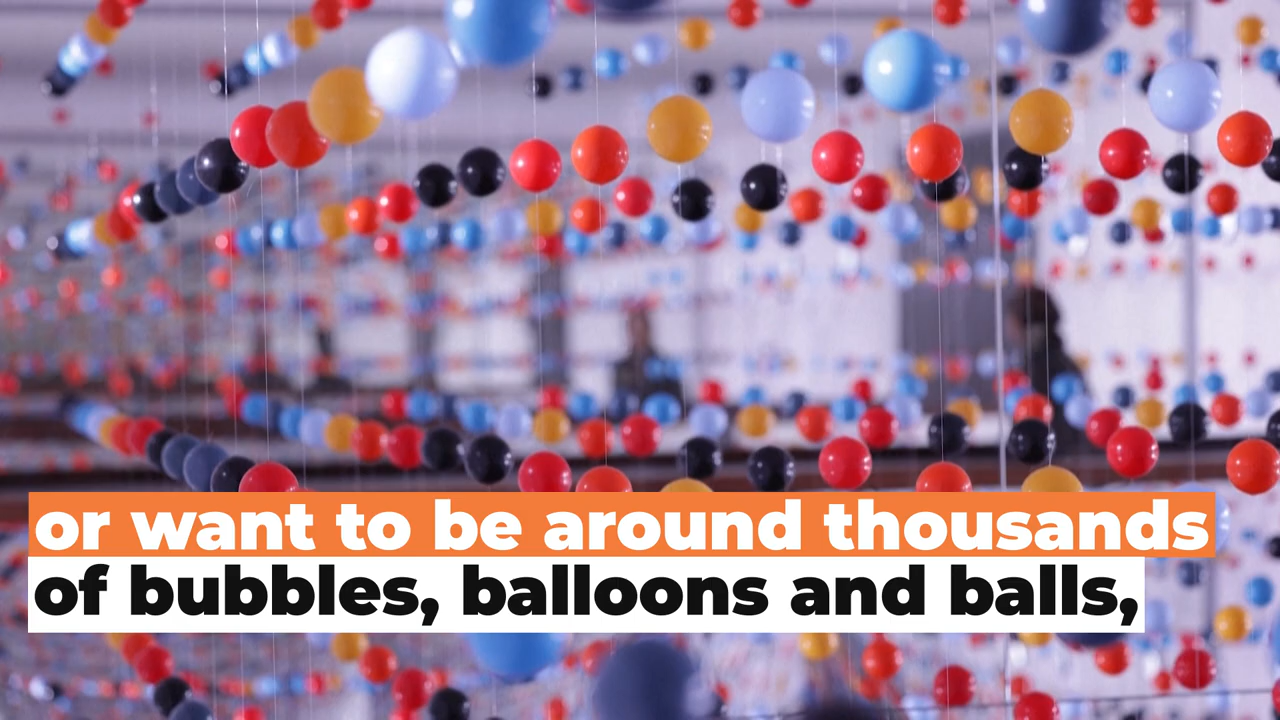 or want to be around thousands
of bubbles, balloons and balls,